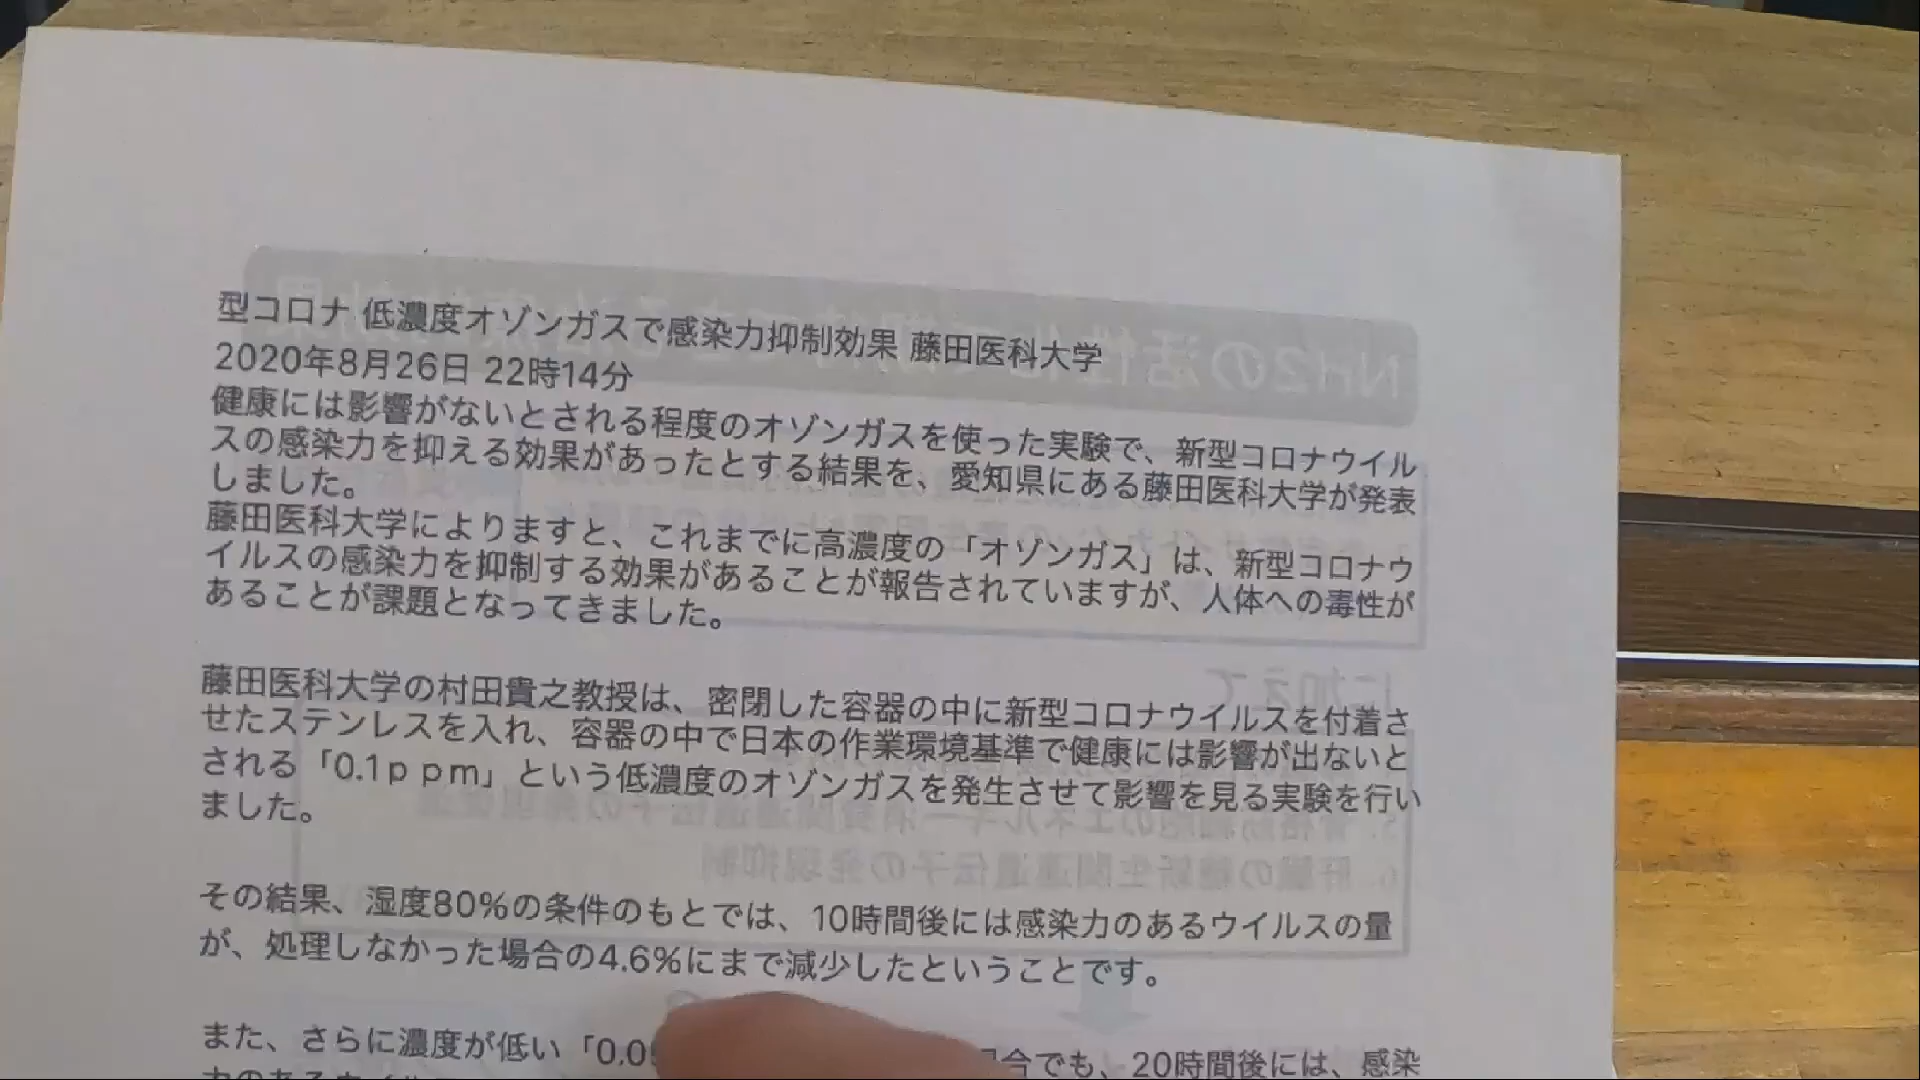 型コロナ 低濃度オゾンガスで感染力抑制効果 藤田医科大学
2020年8月26日 22時14分
健康には影響がないとされる程度のオゾンガスを使った実験で、新型コロナウイル
スの感染力を抑える効果があったとする結果を、愛知県にある藤田医科大学が発表
しました。
藤田医科大学によりますと、これまでに高濃度の「オゾンガス」は、新型コロナウ
イルスの感染力を抑制する効果があることが報告されていますが、人体への毒性が
あることが課題となってきました。
藤田医科大学の村田貴之教授は、密閉した容器の中に新型コロナウイルスを付着さ
せたステンレスを入れ、容器の中で日本の作業環境基準で健康には影響が出ないと
される「0.1ppm」という低濃度のオゾンガスを発生させて影響を見る実験を行い
ました。
その結果、湿度80%の条件のもとでは、10時間後には感染力のあるウイルスの量
が、処理しなかった場合の4.6%にまで減少したということです。
また、さらに濃度が低い「0.0 合でも、20時間後には、感染